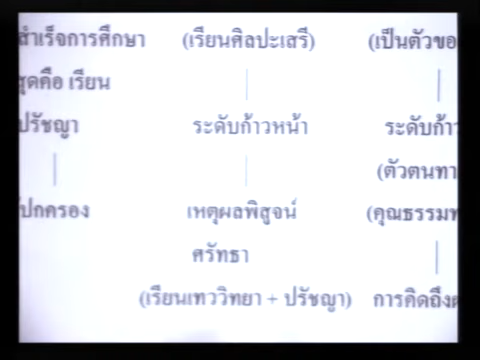 สำเร็จการศึกษา (เรียนศิลปะเสรี) (เป็นตัวขอ
สุดคือ เรียน
ปรัชญา ระดับก้าวหน้า ระดับก้าว
(ตัวตนทา
ปกครอง เหตุผลพิสูจน์ (คุณธรรม
ศรัทธา
(เรียนเทววิทยา + ปรัชญา) การคิดถึง